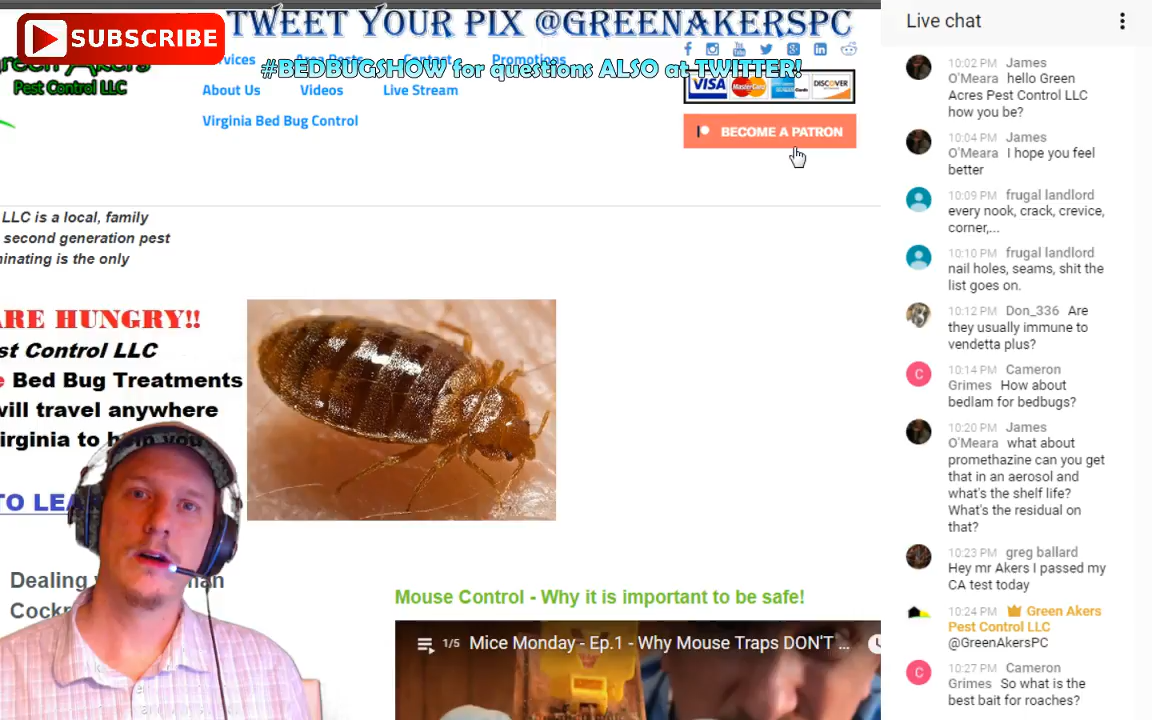 TWEET YOUR PIX @GREENAKERSPC
SUBSCRIBE
#BEDBUGSHOW for questions ALSO at TWITTER!
Pest Control LLC
Contact
Promotions
About Us
Videos
Live Stream
Virginia Bed Bug Control
VISA
MasterCard
DISCOVER
BECOME A PATRON
LLC is a local, family
second generation pest
is the only
ARE HUNGRY!!
Control LLC
Bed Bug Treatments
will travel anywhere
to help you
TO
Dealing
Mouse Control - Why it is important to be safe!
1/5 Mice Monday - Ep.1 - Why Mouse Traps DON'T ...
Live chat
10:02 PM James
O'Meara hello Green
Acres Pest Control LLC
how you be?
10:04 PM James
O'Meara I hope you feel
better
10:09 PM frugal landlord
every nook, crack, crevice,
corner,...
10:10 PM frugal landlord
nail holes, seams, shit the
list goes on.
10:12 PM Don_336 Are
they usually immune to
vendetta plus?
C
10:14 PM Cameron
Grimes How about
bedlam for bedbugs?
10:20 PM James
O'Meara what about
promethazine can you get
that in an aerosol and
what's the shelf life?
What's the residual on
that?
10:23 PM greg ballard
Hey mr Akers I passed my
CA test today
10:24 PM Green Akers
Pest Control LLC
@GreenAkersPC
C
10:27 PM Cameron
Grimes So what is the
best bait for roaches?